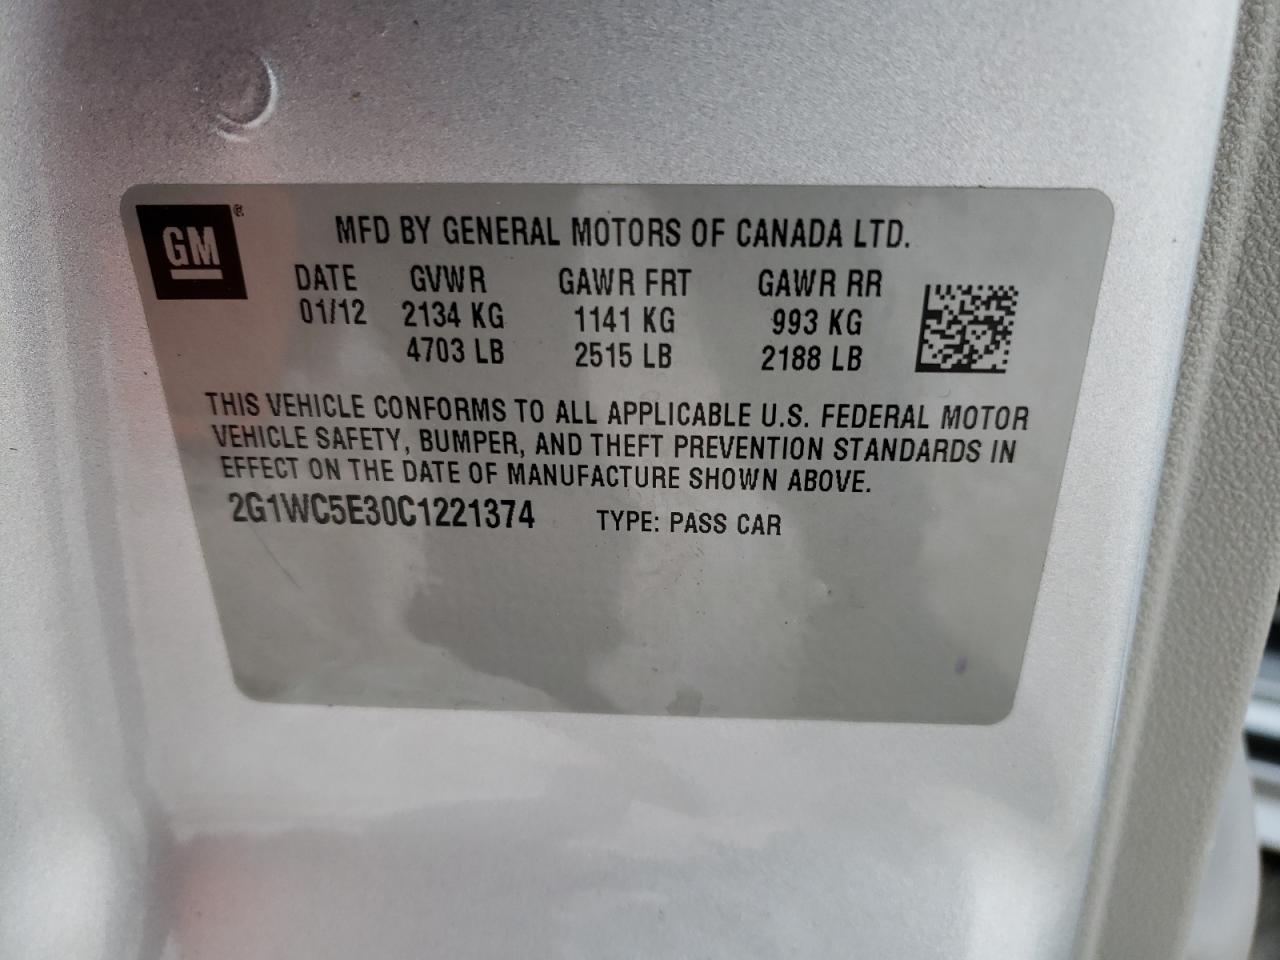 GM®
MFD BY GENERAL MOTORS OF CANADA LTD.
DATE GVWR GAWR FRT GAWR RR
01/12 2134 KG 1141 KG 993 KG
4703 LB 2515 LB 2188 LB
THIS VEHICLE CONFORMS TO ALL APPLICABLE U.S. FEDERAL MOTOR
VEHICLE SAFETY, BUMPER, AND THEFT PREVENTION STANDARDS IN
EFFECT ON THE DATE OF MANUFACTURE SHOWN ABOVE.
2G1WC5E30C1221374 TYPE: PASS CAR